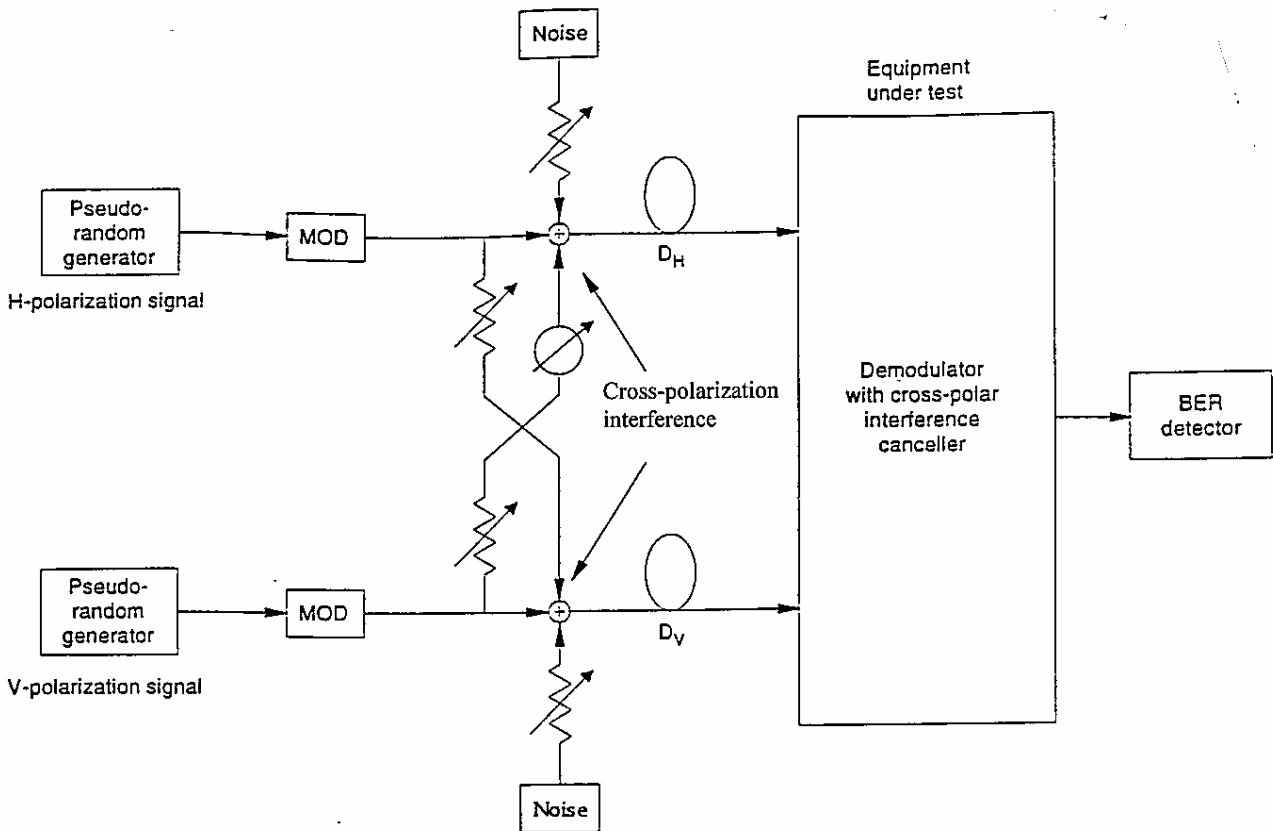 Noise
Equipment
under test
Pseudo-
random
generator
MOD
H-polarization signal
D_H
Cross-polarization
interference
Demodulator
with cross-polar
interference
canceller
BER
detector
Pseudo-
random
generator
MOD
V-polarization signal
D_V
Noise